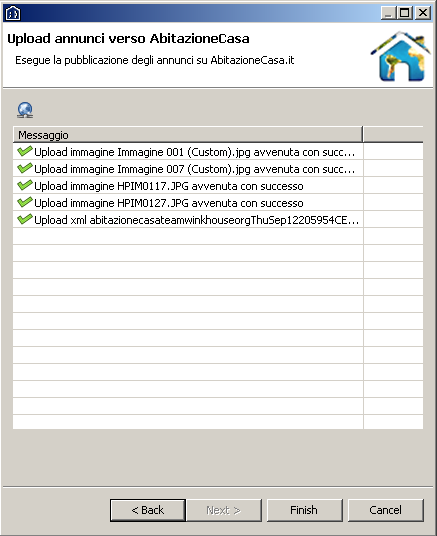 Upload annunci verso AbitazioneCasa
Esegue la pubblicazione degli annunci su AbitazioneCasa.it
Messaggio
Upload immagine Immagine 001 (Custom).jpg avvenuta con succ...
Upload immagine Immagine 007 (Custom).jpg avvenuta con succ...
Upload immagine HPIM0117.JPG avvenuta con successo
Upload immagine HPIM0127.JPG avvenuta con successo
Upload xml abitazionecasateamwinkhouseorgThuSep12205954CE...
< Back
Next >
Finish
Cancel